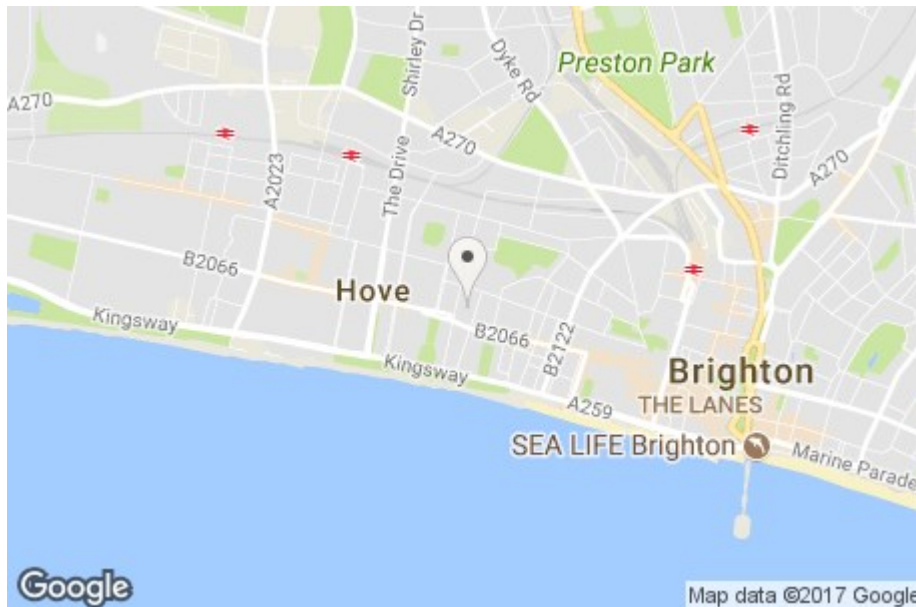 Shirley Dr
Dyke Rd
Preston Park
Ditchling Rd
A270
A270
A270
A2023
The Drive
B2066
Hove
Kingsway
B2066
B2122
Kingsway
Brighton
A259
THE LANES
SEA LIFE Brighton
Marine Parade
Google
Map data ©2017 Google